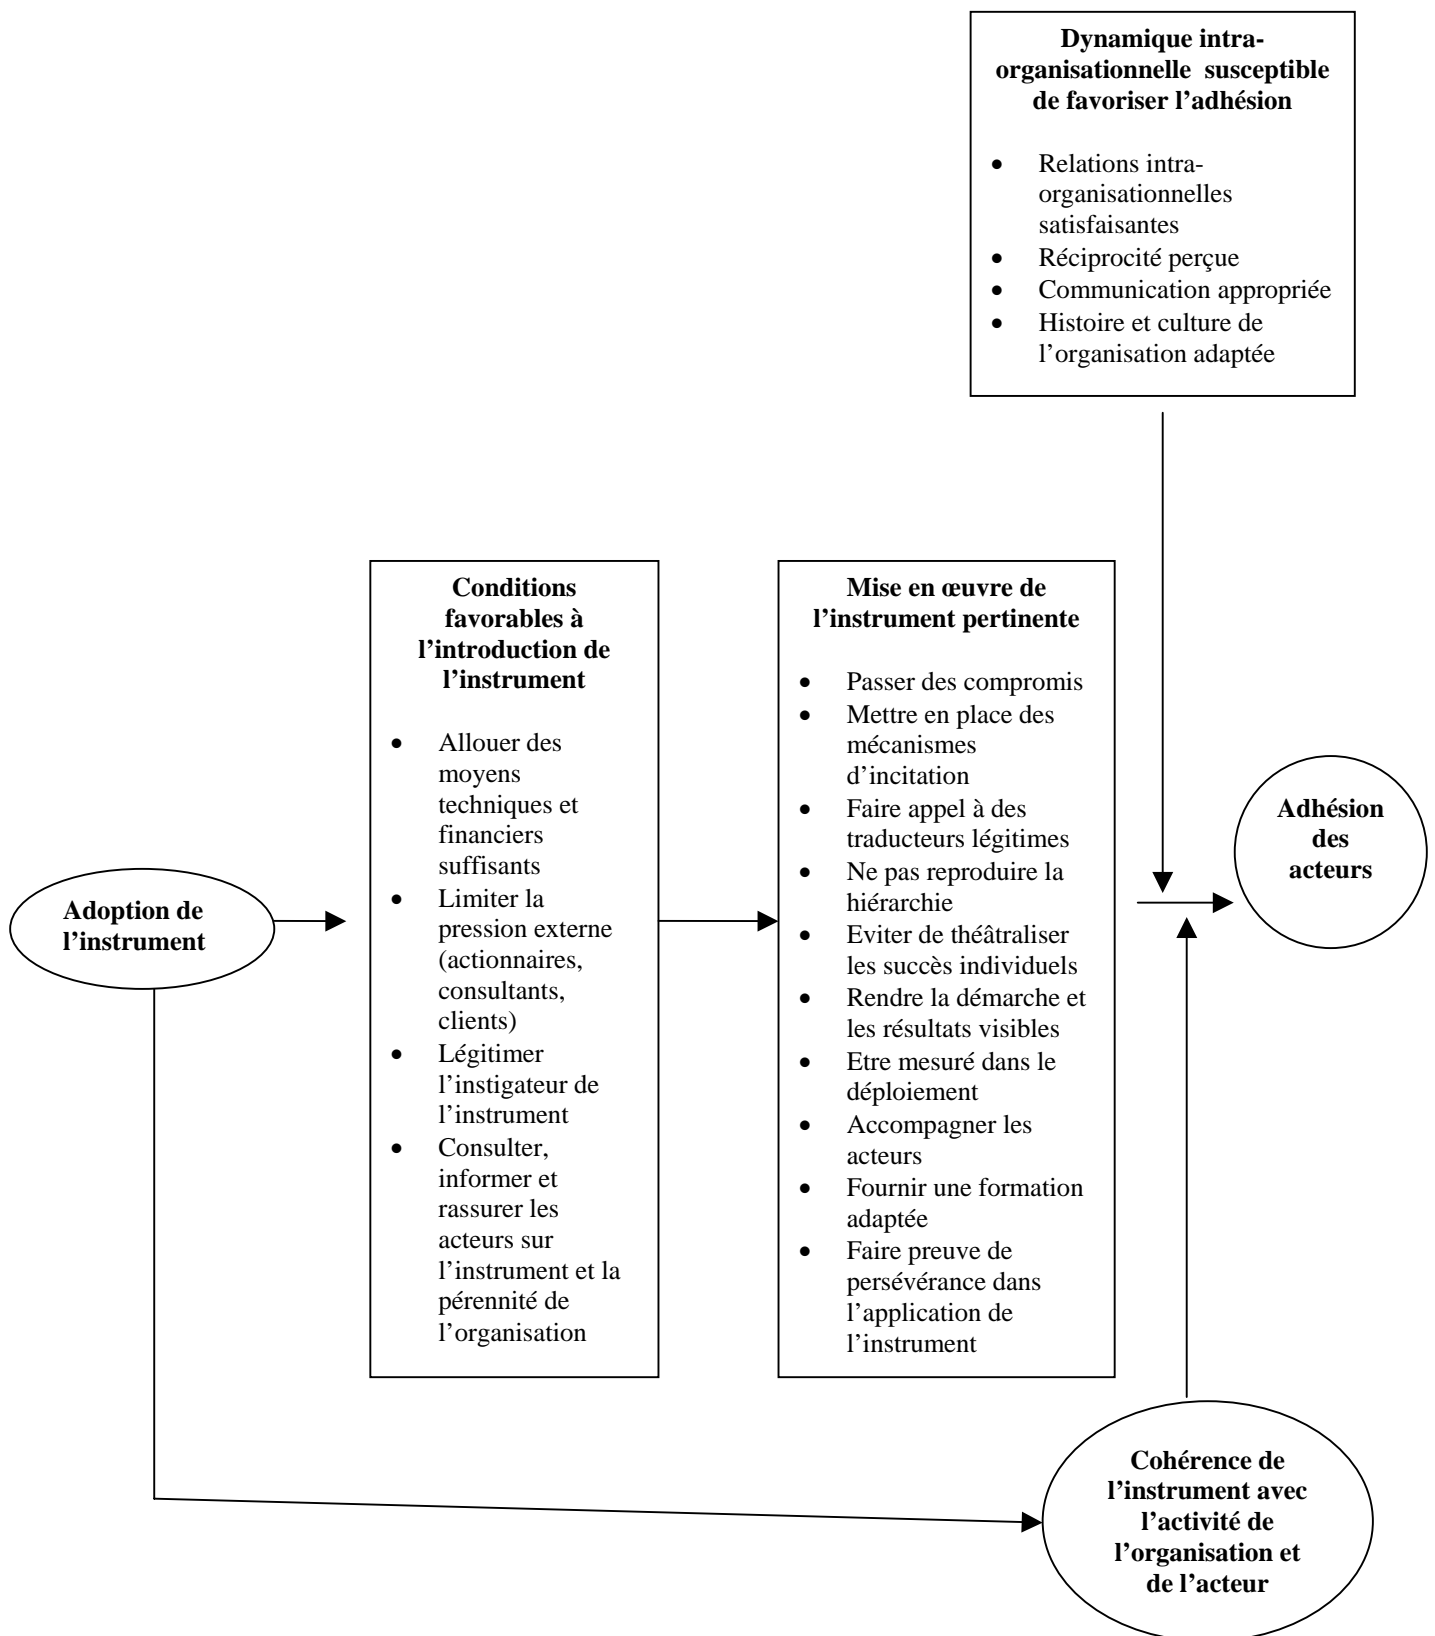 Dynamique intra-
organisationnelle  susceptible
de favoriser l’adhésion
• Relations intra-
organisationnelles
satisfaisantes
• Réciprocité perçue
• Communication appropriée
• Histoire et culture de
l’organisation adaptée
Adoption de
l’instrument
Conditions
favorables à
l’introduction de
l’instrument
• Allouer des
moyens
techniques et
financiers
suffisants
• Limiter la
pression externe
(actionnaires,
consultants,
clients)
• Légitimer
l’instigateur de
l’instrument
• Consulter,
informer et
rassurer les
acteurs sur
l’instrument et la
pérennité de
l’organisation
Mise en œuvre de
l’instrument pertinente
• Passer des compromis
• Mettre en place des
mécanismes
d’incitation
• Faire appel à des
traducteurs légitimes
• Ne pas reproduire la
hiérarchie
• Eviter de théâtraliser
les succès individuels
• Rendre la démarche et
les résultats visibles
• Etre mesuré dans le
déploiement
• Accompagner les
acteurs
• Fournir une formation
adaptée
• Faire preuve de
persévérance dans
l’application de
l’instrument
Adhésion
des
acteurs
Cohérence de
l’instrument avec
l’activité de
l’organisation et
de l’acteur